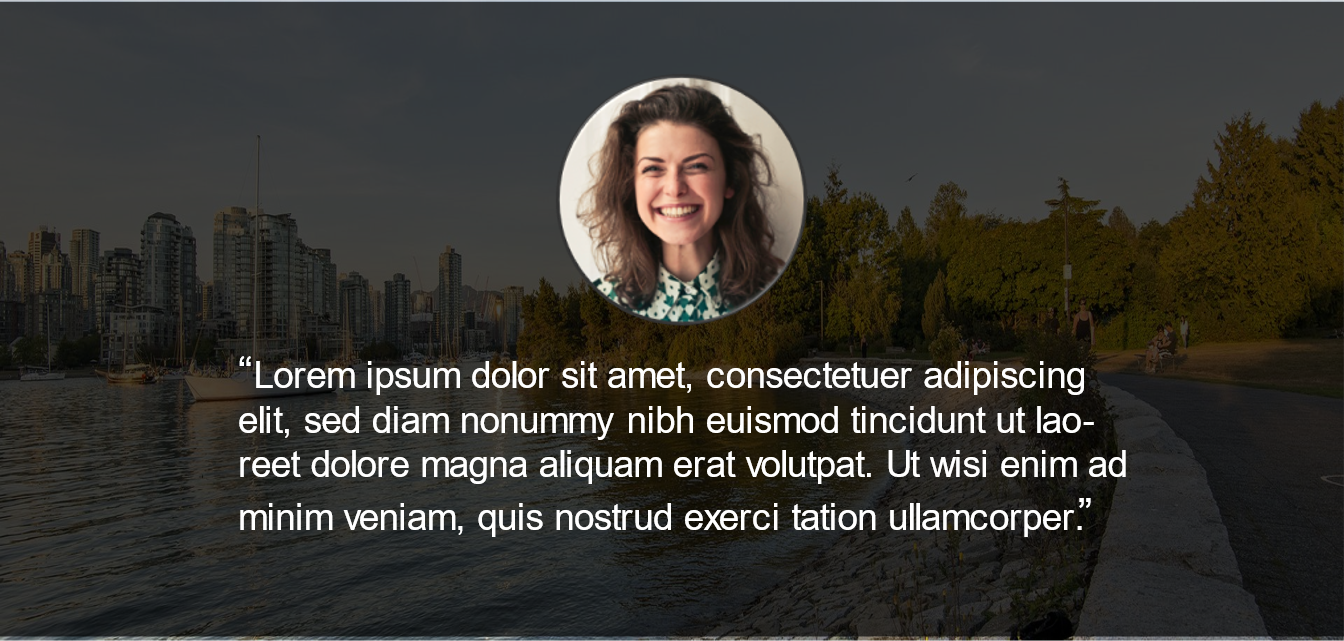 “Lorem ipsum dolor sit amet, consectetuer adipiscing
elit, sed diam nonummy nibh euismod tincidunt ut lao-
reet dolore magna aliquam erat volutpat. Ut wisi enim ad
minim veniam, quis nostrud exerci tation ullamcorper.”